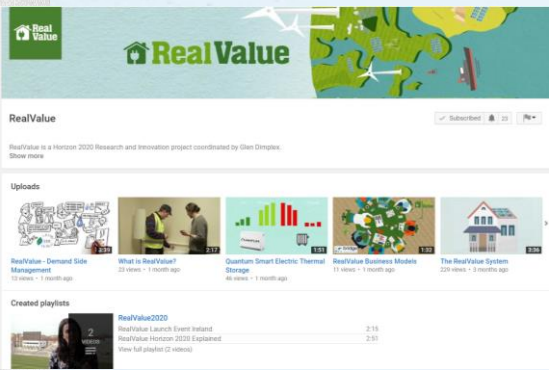 Real
Value
RealValue
RealValue
Subscribed 23
RealValue is a Horizon 2020 Research and Innovation project coordinated by Glen Dimplex.
Show more
Uploads
2:17
1:51
1:32
3:36
RealValue - Demand Side
Management
13 views • 1 month ago
What is RealValue?
33 views • 1 month ago
Quantum Smart Electric Thermal
Storage
46 views • 1 month ago
RealValue Business Models
11 views • 1 month ago
The RealValue System
229 views • 3 months ago
Created playlists
2
VIDEOS
RealValue2020
RealValue Launch Event Ireland 2:15
RealValue Horizon 2020 Explained 2:51
View full playlist (2 videos)